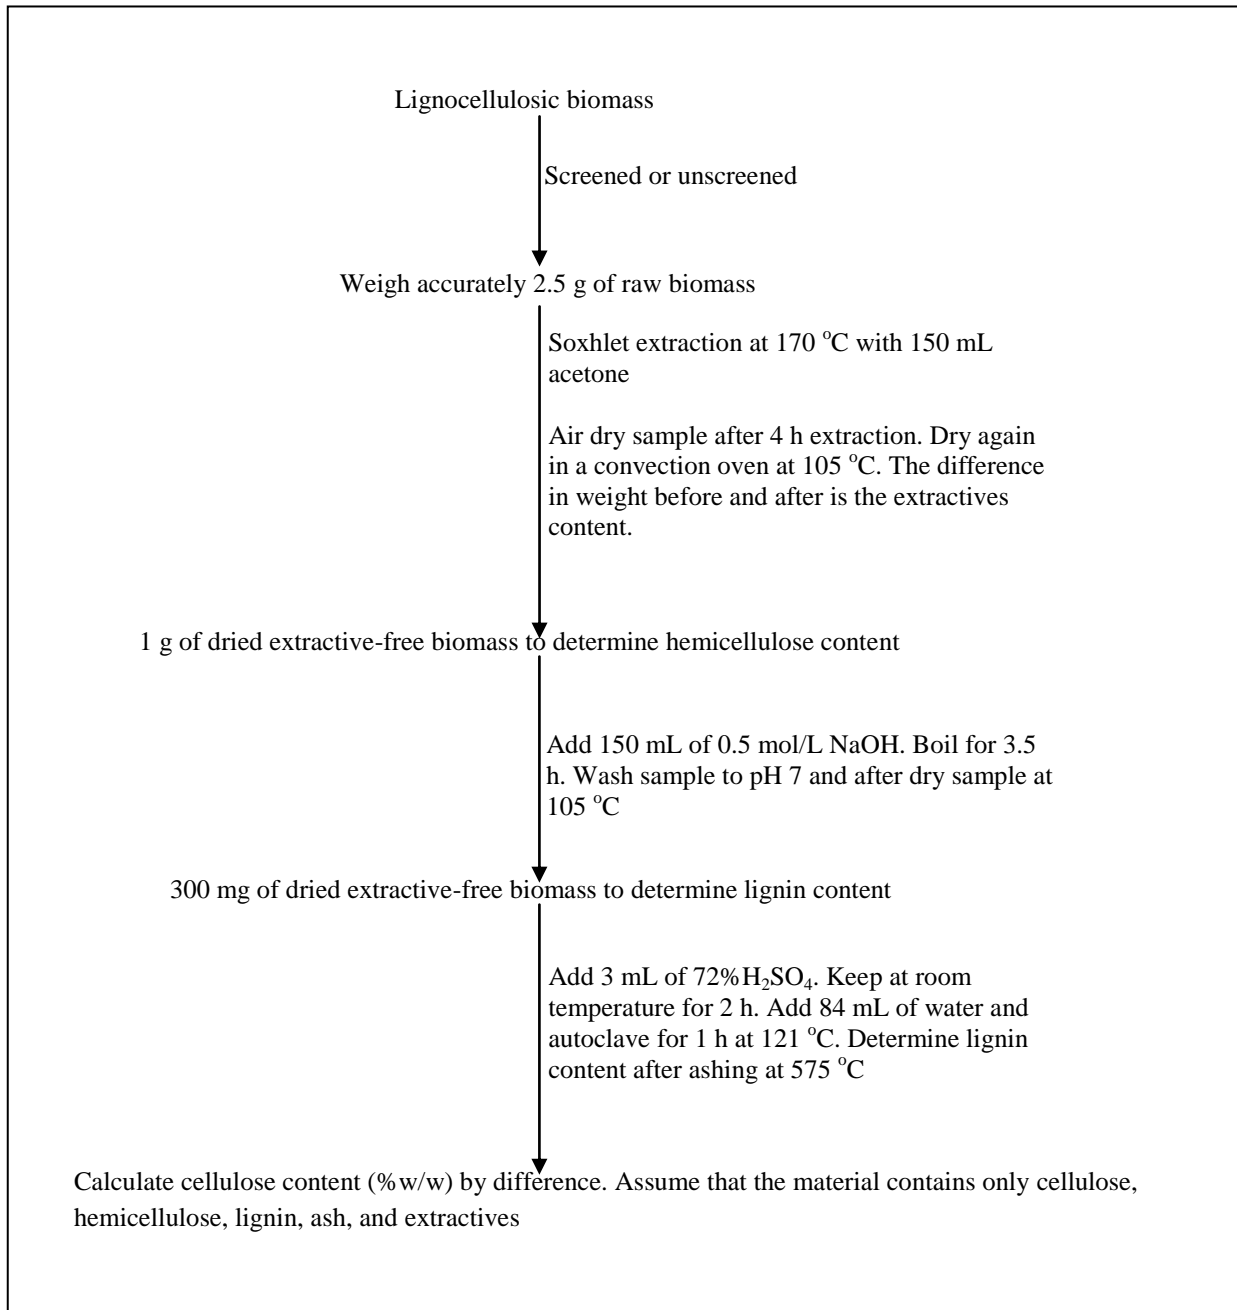 Lignocellulosic biomass
Screened or unscreened
Weigh accurately 2.5 g of raw biomass
Soxhlet extraction at 170 °C with 150 mL
acetone
Air dry sample after 4 h extraction. Dry again
in a convection oven at 105 °C. The difference
in weight before and after is the extractives
content.
1 g of dried extractive-free biomass to determine hemicellulose content
Add 150 mL of 0.5 mol/L NaOH. Boil for 3.5
h. Wash sample to pH 7 and after dry sample at
105 °C
300 mg of dried extractive-free biomass to determine lignin content
Add 3 mL of 72%H₂SO₄. Keep at room
temperature for 2 h. Add 84 mL of water and
autoclave for 1 h at 121 °C. Determine lignin
content after ashing at 575 °C
Calculate cellulose content (%w/w) by difference. Assume that the material contains only cellulose,
hemicellulose, lignin, ash, and extractives